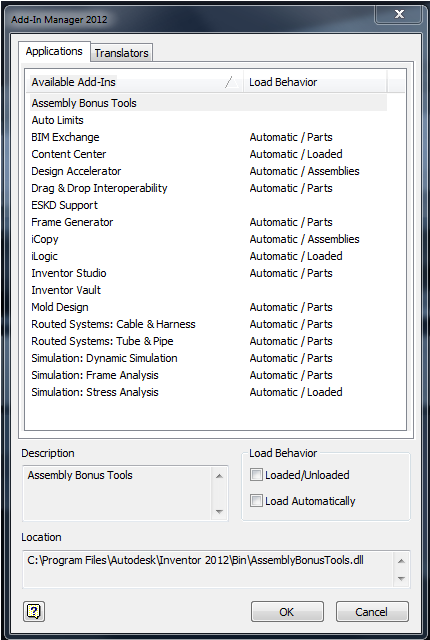 Add-In Manager 2012
Applications Translators
Available Add-Ins / Load Behavior
Assembly Bonus Tools
Auto Limits
BIM Exchange Automatic / Parts
Content Center Automatic / Loaded
Design Accelerator Automatic / Assemblies
Drag & Drop Interoperability Automatic / Parts
ESKD Support
Frame Generator Automatic / Parts
iCopy Automatic / Assemblies
iLogic Automatic / Loaded
Inventor Studio Automatic / Parts
Inventor Vault
Mold Design Automatic / Parts
Routed Systems: Cable & Harness Automatic / Parts
Routed Systems: Tube & Pipe Automatic / Parts
Simulation: Dynamic Simulation Automatic / Parts
Simulation: Frame Analysis Automatic / Parts
Simulation: Stress Analysis Automatic / Loaded
Description
Assembly Bonus Tools
Load Behavior
Loaded/Unloaded
Load Automatically
Location
C:\Program Files\Autodesk\Inventor 2012\Bin\AssemblyBonusTools.dll
? OK Cancel